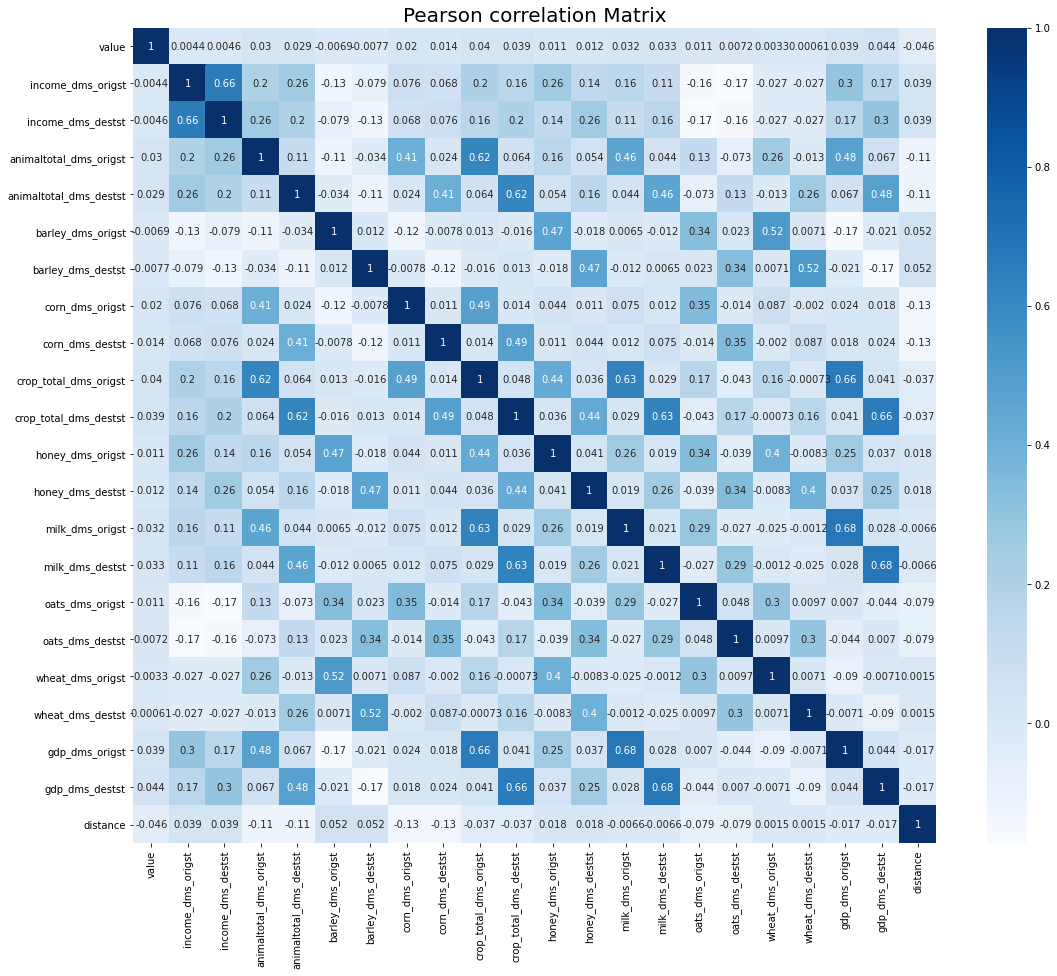 Pearson correlation Matrix
value 1 0.0044 0.0046 0.03 0.029 -0.0069 -0.0077 0.02 0.014 0.04 0.039 0.011 0.012 0.032 0.033 0.011 0.0072 0.0033 0.00061 0.039 0.044 -0.046
income_dms_origst 0.0044 1 0.66 0.2 0.26 -0.13 -0.079 0.076 0.068 0.2 0.16 0.26 0.14 0.16 0.11 -0.16 -0.17 -0.027 -0.027 0.3 0.17 0.039
income_dms_destst 0.0046 0.66 1 0.26 0.2 -0.079 -0.13 0.068 0.076 0.16 0.2 0.14 0.26 0.11 0.16 -0.17 -0.16 -0.027 -0.027 0.17 0.3 0.039
animaltotal_dms_origst 0.03 0.2 0.26 1 0.11 -0.11 -0.034 0.41 0.024 0.62 0.064 0.16 0.054 0.46 0.044 0.13 -0.073 0.26 -0.013 0.48 0.067 -0.11
animaltotal_dms_destst 0.029 0.26 0.2 0.11 1 -0.034 -0.11 0.024 0.41 0.064 0.62 0.054 0.16 0.044 0.46 -0.073 0.13 -0.013 0.26 0.067 0.48 -0.11
barley_dms_origst -0.0069 -0.13 -0.079 -0.11 -0.034 1 0.012 -0.12 -0.0078 0.013 -0.016 0.47 -0.018 0.0065 -0.012 0.34 0.023 0.52 0.0071 -0.17 -0.021 0.052
barley_dms_destst -0.0077 -0.079 -0.13 -0.034 -0.11 0.012 1 -0.0078 -0.12 -0.016 0.013 -0.018 0.47 -0.012 0.0065 0.023 0.34 0.0071 0.52 -0.021 -0.17 0.052
corn_dms_origst 0.02 0.076 0.068 0.41 0.024 -0.12 -0.0078 1 0.011 0.49 0.014 0.044 0.011 0.075 0.012 0.35 -0.014 0.087 -0.002 0.024 0.018 -0.13
corn_dms_destst 0.014 0.068 0.076 0.024 0.41 -0.0078 -0.12 0.011 1 0.014 0.49 0.011 0.044 0.012 0.075 -0.014 0.35 -0.002 0.087 0.018 0.024 -0.13
crop_total_dms_origst 0.04 0.2 0.16 0.62 0.064 0.013 -0.016 0.49 0.014 1 0.048 0.44 0.036 0.63 0.029 0.17 -0.043 0.16 -0.00073 0.66 0.041 -0.037
crop_total_dms_destst 0.039 0.16 0.2 0.064 0.62 -0.016 0.013 0.014 0.49 0.048 1 0.036 0.44 0.029 0.63 -0.043 0.17 -0.00073 0.16 0.041 0.66 -0.037
honey_dms_origst 0.011 0.26 0.14 0.16 0.054 0.47 -0.018 0.044 0.011 0.44 0.036 1 0.041 0.26 0.019 0.34 -0.039 0.4 -0.0083 0.25 0.037 0.018
honey_dms_destst 0.012 0.14 0.26 0.054 0.16 -0.018 0.47 0.011 0.044 0.036 0.44 0.041 1 0.019 0.26 -0.039 0.34 -0.0083 0.4 0.037 0.25 0.018
milk_dms_origst 0.032 0.16 0.11 0.46 0.044 0.0065 -0.012 0.075 0.012 0.63 0.029 0.26 0.019 1 0.021 0.29 -0.027 -0.025 -0.0012 0.68 0.028 -0.0066
milk_dms_destst 0.033 0.11 0.16 0.044 0.46 -0.012 0.0065 0.012 0.075 0.029 0.63 0.019 0.26 0.021 1 -0.027 0.29 -0.0012 -0.025 0.028 0.68 -0.0066
oats_dms_origst 0.011 -0.16 -0.17 0.13 -0.073 0.34 0.023 0.35 -0.014 0.17 -0.043 0.34 -0.039 0.29 -0.027 1 0.048 0.3 0.0097 0.007 -0.044 -0.079
oats_dms_destst 0.0072 -0.17 -0.16 -0.073 0.13 0.023 0.34 -0.014 0.35 -0.043 0.17 -0.039 0.34 -0.027 0.29 0.048 1 0.0097 0.3 -0.044 0.007 -0.079
wheat_dms_origst 0.0033 -0.027 -0.027 0.26 -0.013 0.52 0.0071 0.087 -0.002 0.16 -0.00073 0.4 -0.0083 -0.025 -0.0012 0.3 0.0097 1 0.0071 -0.09 -0.0071 0.0015
wheat_dms_destst 0.00061 -0.027 -0.027 -0.013 0.26 0.0071 0.52 -0.002 0.087 -0.00073 0.16 -0.0083 0.4 -0.0012 -0.025 0.0097 0.3 0.0071 1 -0.0071 -0.09 0.0015
gdp_dms_origst 0.039 0.3 0.17 0.48 0.067 -0.17 -0.021 0.024 0.018 0.66 0.041 0.25 0.037 0.68 0.028 0.007 -0.044 -0.09 -0.0071 1 0.044 -0.017
gdp_dms_destst 0.044 0.17 0.3 0.067 0.48 -0.021 -0.17 0.018 0.024 0.041 0.66 0.037 0.25 0.028 0.68 -0.044 0.007 -0.0071 -0.09 0.044 1 -0.017
distance -0.046 0.039 0.039 -0.11 -0.11 0.052 0.052 -0.13 -0.13 -0.037 -0.037 0.018 0.018 -0.0066 -0.0066 -0.079 -0.079 0.0015 0.0015 -0.017 -0.017 1
value
income_dms_origst
income_dms_destst
animaltotal_dms_origst
animaltotal_dms_destst
barley_dms_origst
barley_dms_destst
corn_dms_origst
corn_dms_destst
crop_total_dms_origst
crop_total_dms_destst
honey_dms_origst
honey_dms_destst
milk_dms_origst
milk_dms_destst
oats_dms_origst
oats_dms_destst
wheat_dms_origst
wheat_dms_destst
gdp_dms_origst
gdp_dms_destst
distance
1.0
0.8
0.6
0.4
0.2
0.0